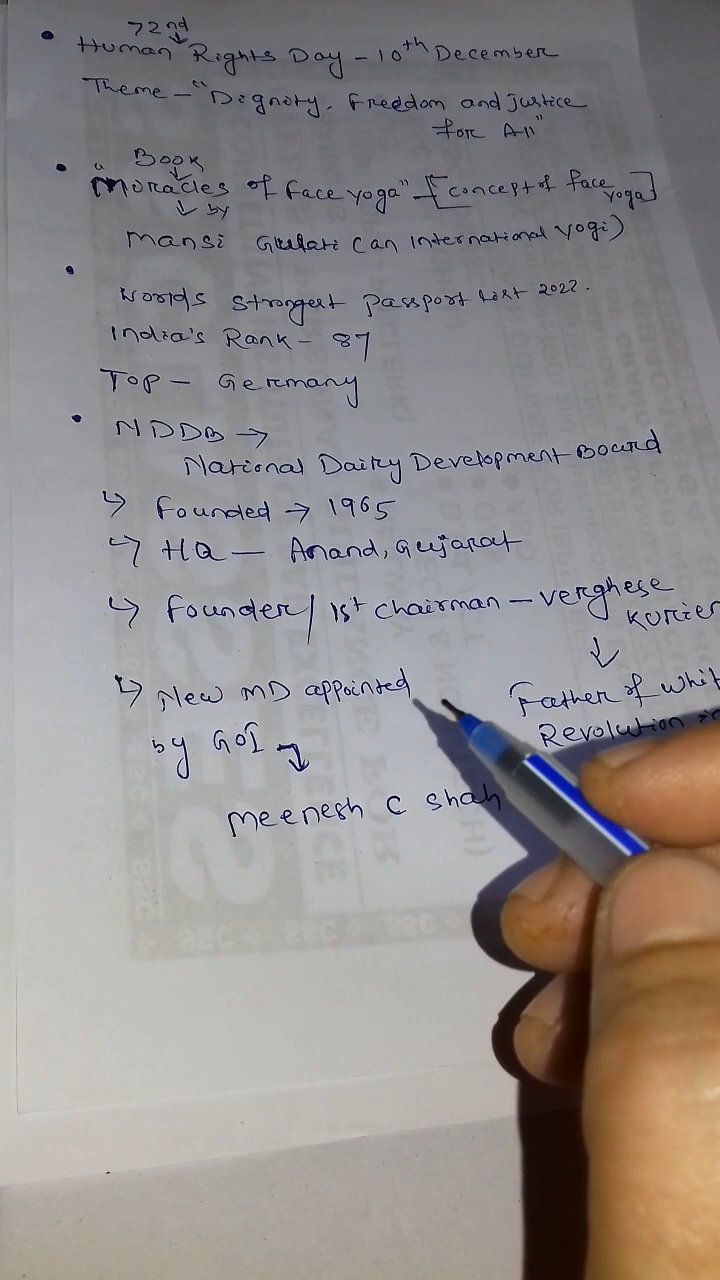 72nd
Human Rights Day - 10th December
Theme - "Dignity, Freedom and justice
for All"
Book
"Miracles of face yoga" - [concept of face
yoga]
by
Mansi Gulati (an International yogi)
Worlds strongest passport list 2022.
India's Rank - 87
Top - Germany
NDDB →
National Dairy Development Board
↳ founded → 1965
↳ HQ - Anand, Gujarat
↳ founder/1st chairman - verghese
Kurien
↳ New MD appointed
Father of whit
by GOI
Revolution in
Meenesh C Shah